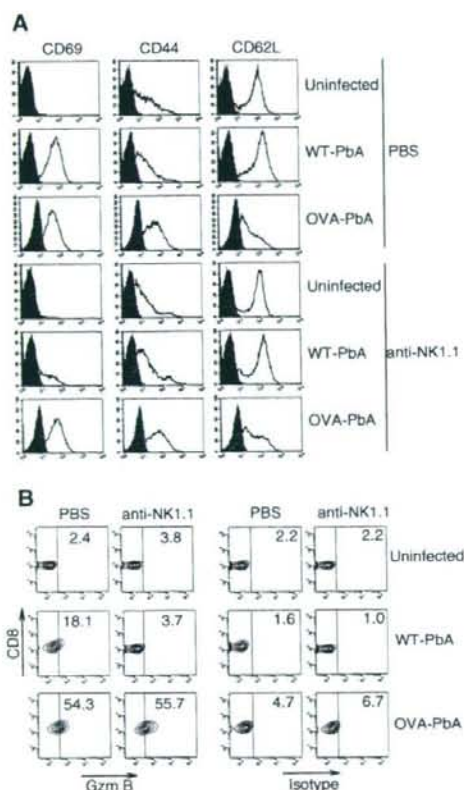 A
CD69 CD44 CD62L
Uninfected
WT-PbA
PBS
OVA-PbA
Uninfected
WT-PbA
anti-NK1.1
OVA-PbA
B
PBS anti-NK1.1 PBS anti-NK1.1
2.4 3.8 2.2 2.2
Uninfected
18.1 3.7 1.6 1.0
WT-PbA
CD8
54.3 55.7 4.7 6.7
OVA-PbA
Gzm B Isotype